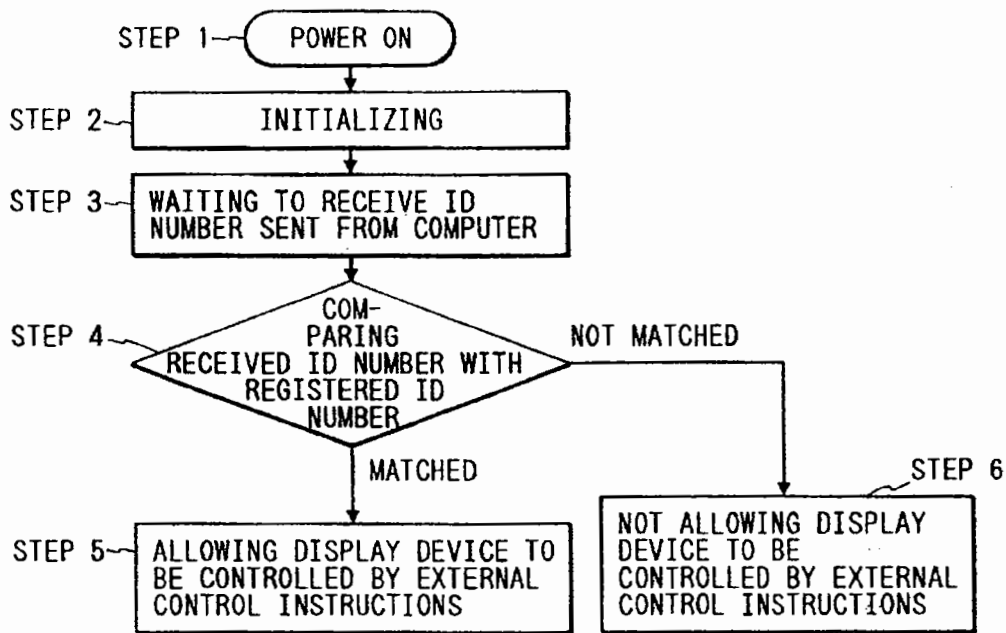 STEP 1
POWER ON
STEP 2
INITIALIZING
STEP 3
WAITING TO RECEIVE ID
NUMBER SENT FROM COMPUTER
STEP 4
COM-
PARING
RECEIVED ID NUMBER WITH
REGISTERED ID
NUMBER
NOT MATCHED
MATCHED
STEP 5
ALLOWING DISPLAY DEVICE TO
BE CONTROLLED BY EXTERNAL
CONTROL INSTRUCTIONS
STEP 6
NOT ALLOWING DISPLAY
DEVICE TO BE
CONTROLLED BY EXTERNAL
CONTROL INSTRUCTIONS